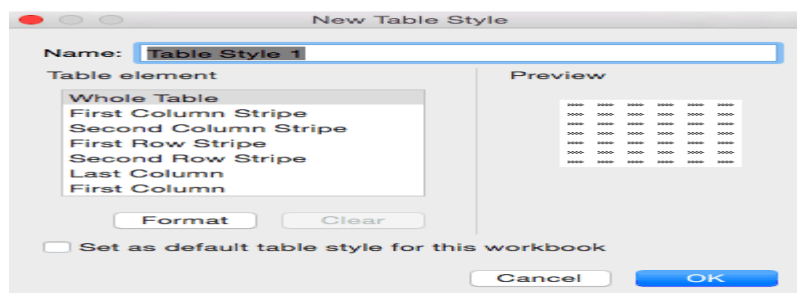 New Table Style
Name: Table Style 1
Table element
Preview
Whole Table
First Column Stripe
Second Column Stripe
First Row Stripe
Second Row Stripe
Last Column
First Column
Format
Clear
Set as default table style for this workbook
Cancel
OK